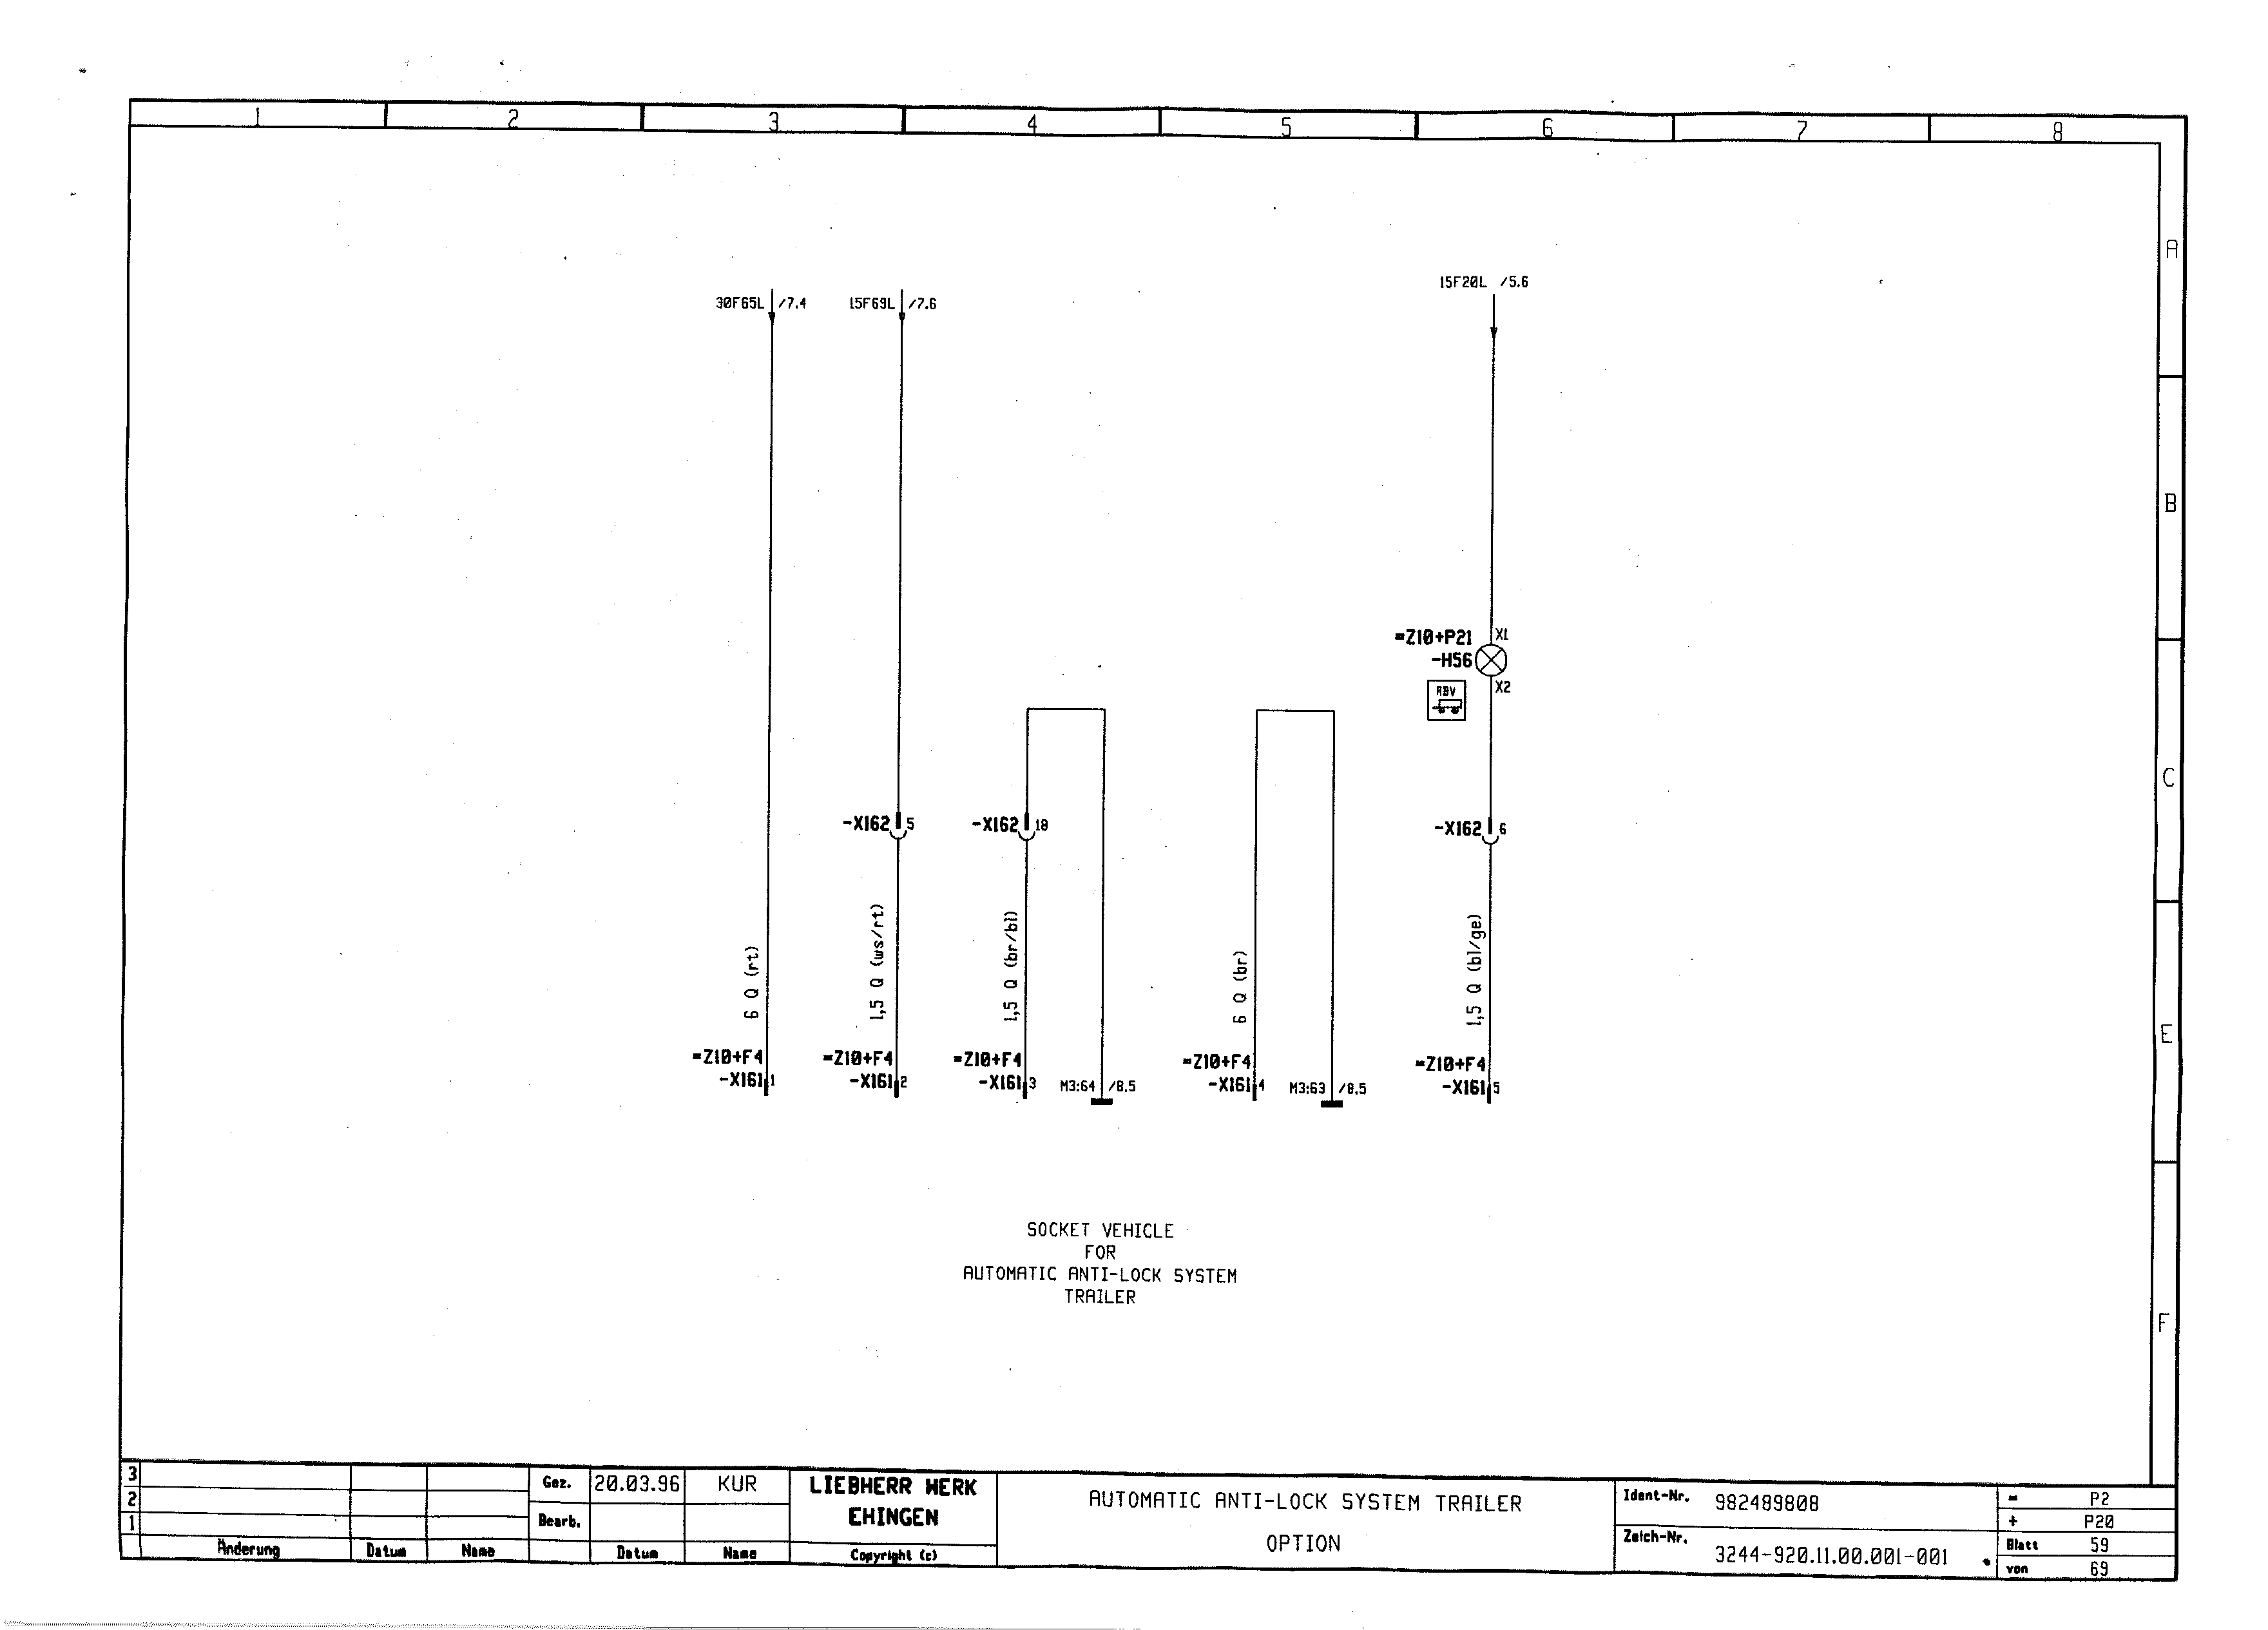 1 2 3 4 5 6 7 8
A
B
C
E
F
30F65L /7.4
15F69L /7.6
15F20L /5.6
=Z10+P21 X1
-H56
X2
ABV
-X162 5
-X162 18
-X162 6
6 Q (rt)
1,5 Q (ws/rt)
1,5 Q (br/bl)
6 Q (br)
1,5 Q (bl/ge)
=Z10+F4
-X161 1
=Z10+F4
-X161 2
=Z10+F4
-X161 3
M3:64 /8.5
=Z10+F4
-X161 4
M3:63 /8.5
=Z10+F4
-X161 5
SOCKET VEHICLE
FOR
AUTOMATIC ANTI-LOCK SYSTEM
TRAILER
3
2
1
Änderung Datum Name
Gez. 20.03.96 KUR
Bearb.
Datum Name
LIEBHERR WERK
EHINGEN
Copyright (c)
AUTOMATIC ANTI-LOCK SYSTEM TRAILER
OPTION
Ident-Nr. 982489808
Zeich-Nr. 3244-920.11.00.001-001
= P2
+ P20
Blatt 59
von 69